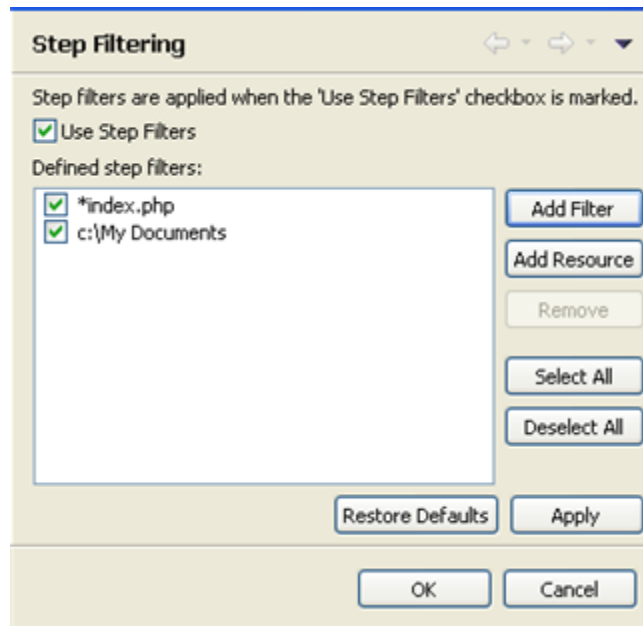 Step Filtering
Step filters are applied when the 'Use Step Filters' checkbox is marked.
Use Step Filters
Defined step filters:
*index.php
c:\My Documents
Add Filter
Add Resource
Remove
Select All
Deselect All
Restore Defaults
Apply
OK
Cancel